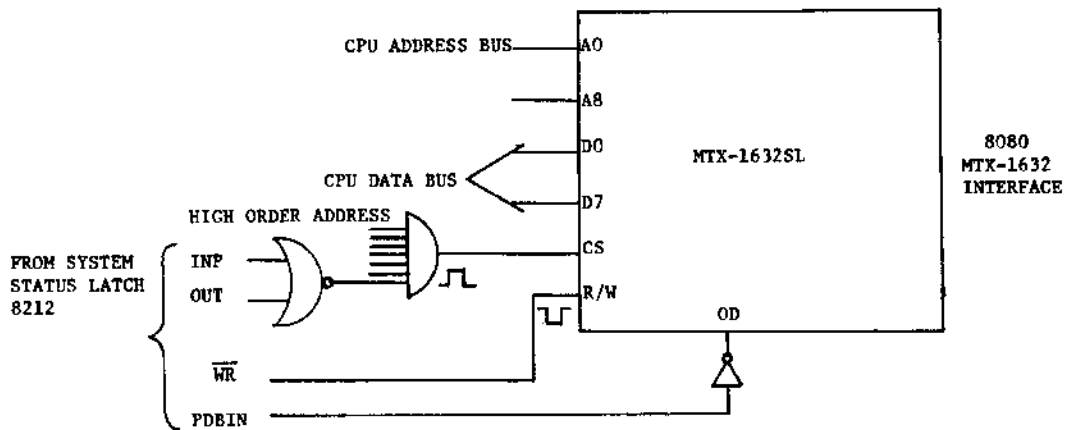 CPU ADDRESS BUS
A0
A8
D0
CPU DATA BUS
D7
MTX-1632SL
8080
MTX-1632
INTERFACE
HIGH ORDER ADDRESS
CS
FROM SYSTEM
STATUS LATCH
8212
INP
OUT
R/W
OD
WR
PDBIN